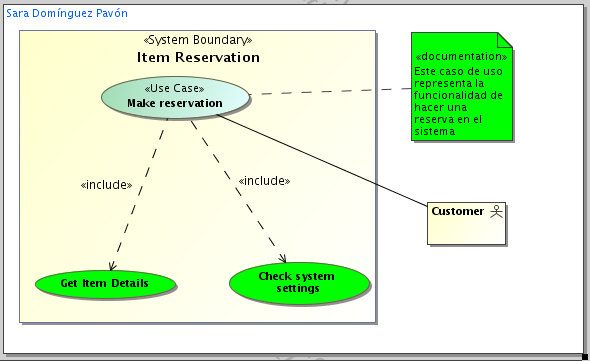 Sara Domínguez Pavón
«System Boundary»
Item Reservation
«Use Case»
Make reservation
«documentation»
Este caso de uso
representa la
funcionalidad de
hacer una
reserva en el
sistema
«include»
«include»
Customer
Get Item Details
Check system
settings